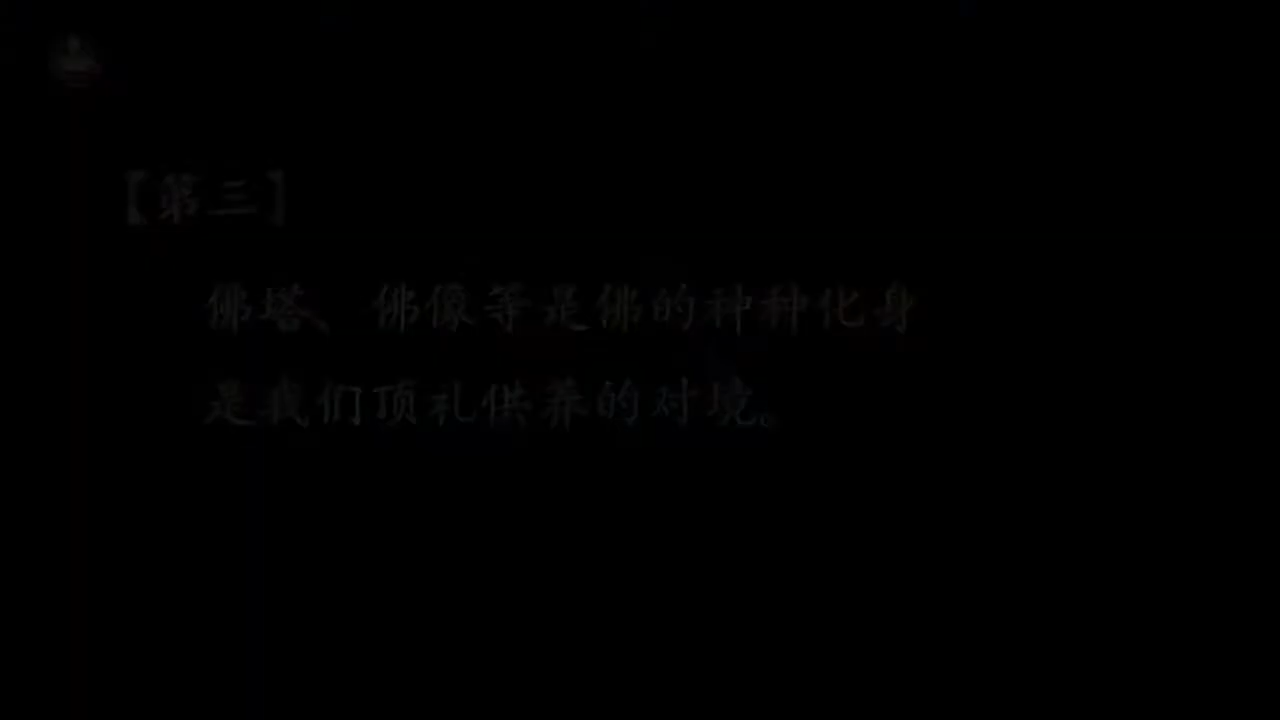 【第三】
佛塔、佛像等是佛的种种化身
是我们顶礼供养的对境。